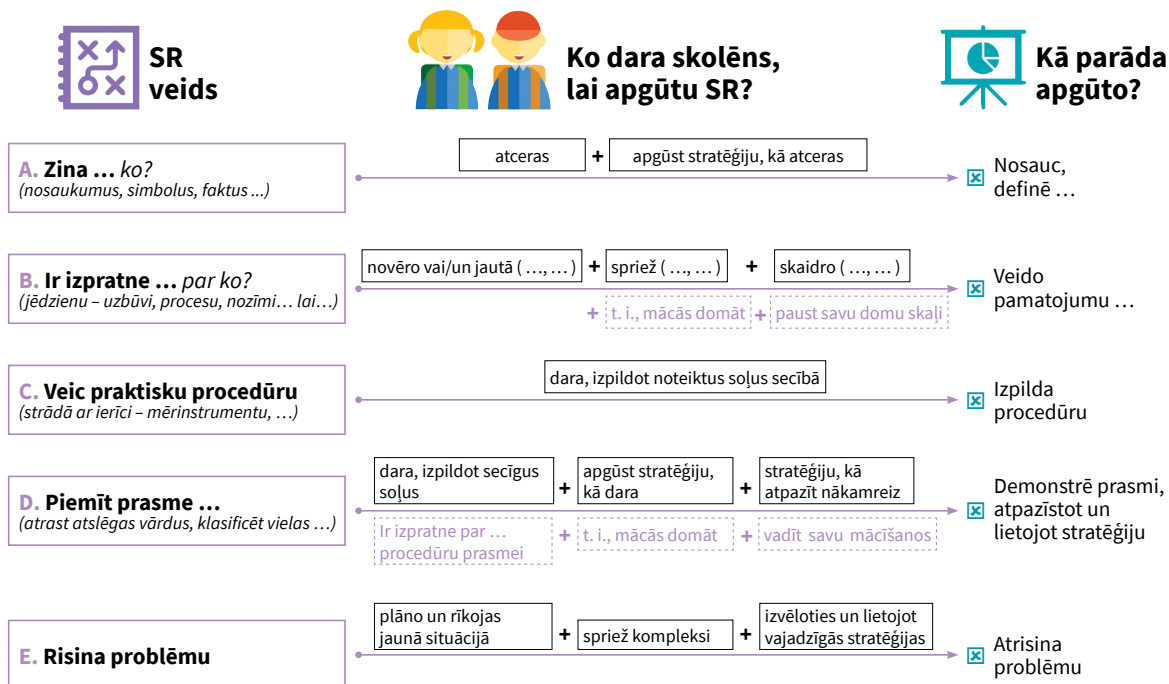 SR
veids
Ko dara skolēns,
lai apgūtu SR?
Kā parāda
apgūto?
A. Zina … ko?
(nosaukumus, simbolus, faktus ...)
atceras + apgūst stratēģiju, kā atceras
Nosauc,
definē …
B. Ir izpratne … par ko?
(jēdzienu – uzbūvi, procesu, nozīmi… lai…)
novēro vai/un jautā ( …, … ) + spriež ( …, … ) + skaidro ( …, … )
+ t. i., mācās domāt + paust savu domu skaļi
Veido
pamatojumu …
C. Veic praktisku procedūru
(strādā ar ierīci – mērinstrumentu, …)
dara, izpildot noteiktus soļus secībā
Izpilda
procedūru
D. Piemīt prasme …
(atrast atslēgas vārdus, klasificēt vielas …)
dara, izpildot secīgus
soļus
+
apgūst stratēģiju,
kā dara
+
stratēģiju, kā
atpazīt nākamreiz
Ir izpratne par …
procedūru prasmei
+ t. i., mācās domāt + vadīt savu mācīšanos
Demonstrē prasmi,
atpazīstot un
lietojot stratēģiju
E. Risina problēmu
plāno un rīkojas
jaunā situācijā
+ spriež kompleksi +
izvēloties un lietojot
vajadzīgās stratēģijas
Atrisina
problēmu